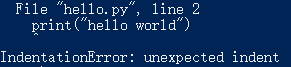 File "hello.py", line 2
print("hello world")
^
IndentationError: unexpected indent